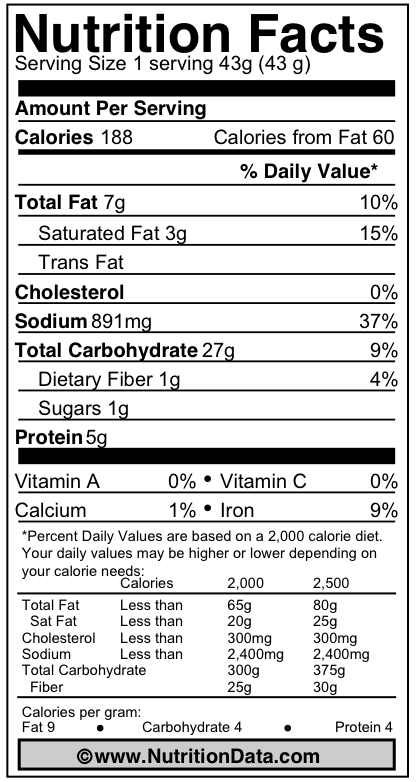 Nutrition Facts
Serving Size 1 serving 43g (43 g)
Amount Per Serving
Calories 188 Calories from Fat 60
% Daily Value*
Total Fat 7g 10%
Saturated Fat 3g 15%
Trans Fat
Cholesterol 0%
Sodium 891mg 37%
Total Carbohydrate 27g 9%
Dietary Fiber 1g 4%
Sugars 1g
Protein 5g
Vitamin A 0% • Vitamin C 0%
Calcium 1% • Iron 9%
*Percent Daily Values are based on a 2,000 calorie diet.
Your daily values may be higher or lower depending on
your calorie needs:
Calories 2,000 2,500
Total Fat Less than 65g 80g
Sat Fat Less than 20g 25g
Cholesterol Less than 300mg 300mg
Sodium Less than 2,400mg 2,400mg
Total Carbohydrate 300g 375g
Fiber 25g 30g
Calories per gram:
Fat 9 • Carbohydrate 4 • Protein 4
©www.NutritionData.com